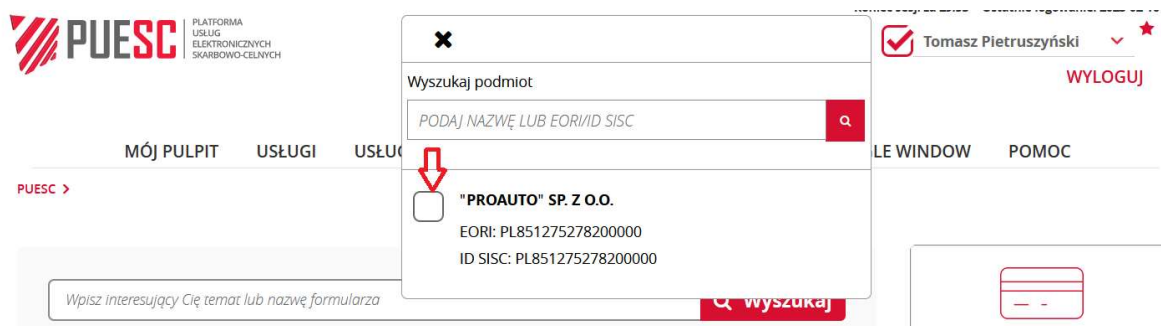 PUESC
PLATFORMA
USŁUG
ELEKTRONICZNYCH
SKARBOWO-CELNYCH
Tomasz Pietruszyński
WYLOGUJ
Wyszukaj podmiot
PODAJ NAZWĘ LUB EORI/ID SISC
MÓJ PULPIT USŁUGI WINDOW POMOC
PUESC >
"PROAUTO" SP. Z O.O.
EORI: PL851275278200000
ID SISC: PL851275278200000
Wpisz interesujący Cię temat lub nazwę formularza
Wyszukaj